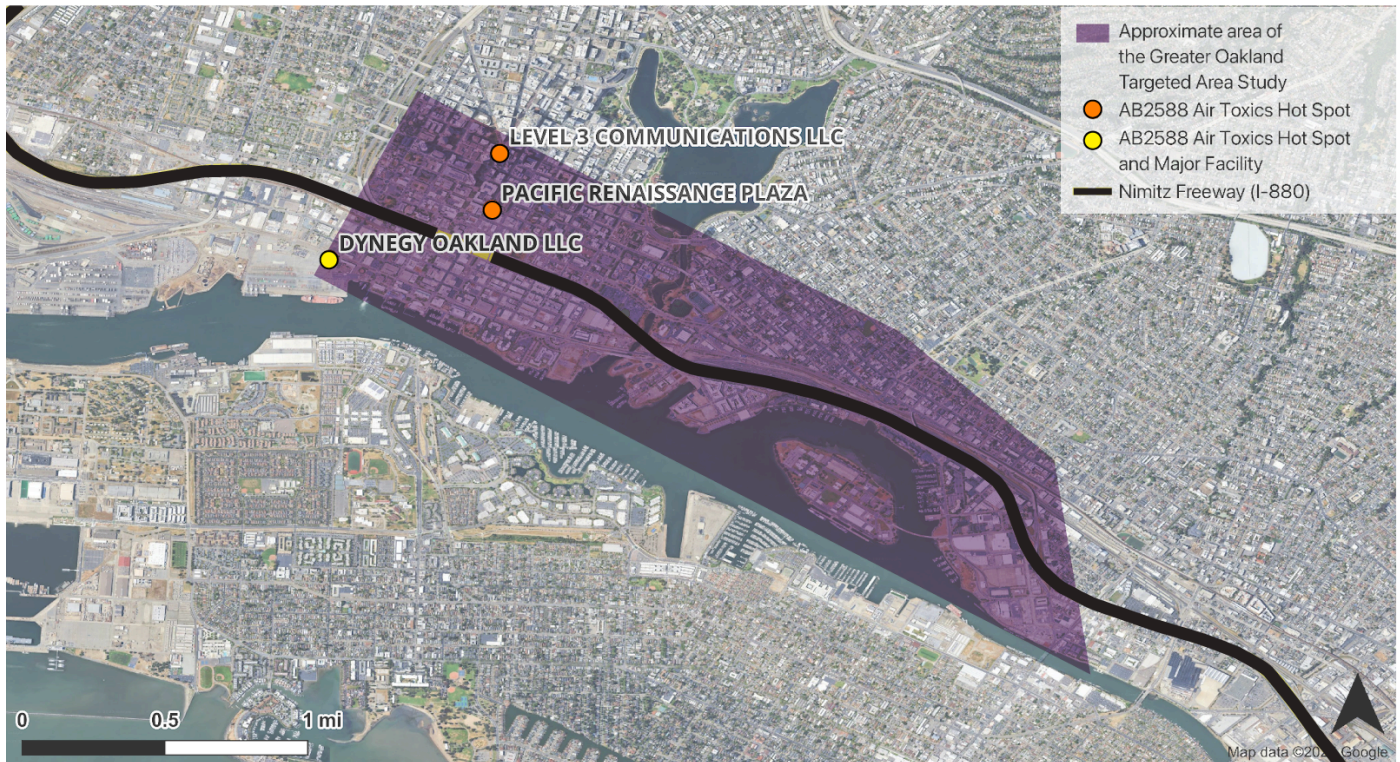 Approximate area of
the Greater Oakland
Targeted Area Study
AB2588 Air Toxics Hot Spot
AB2588 Air Toxics Hot Spot
and Major Facility
Nimitz Freeway (I-880)
LEVEL 3 COMMUNICATIONS LLC
PACIFIC RENAISSANCE PLAZA
DYNEGY OAKLAND LLC
0 0.5 1 mi
Map data Google